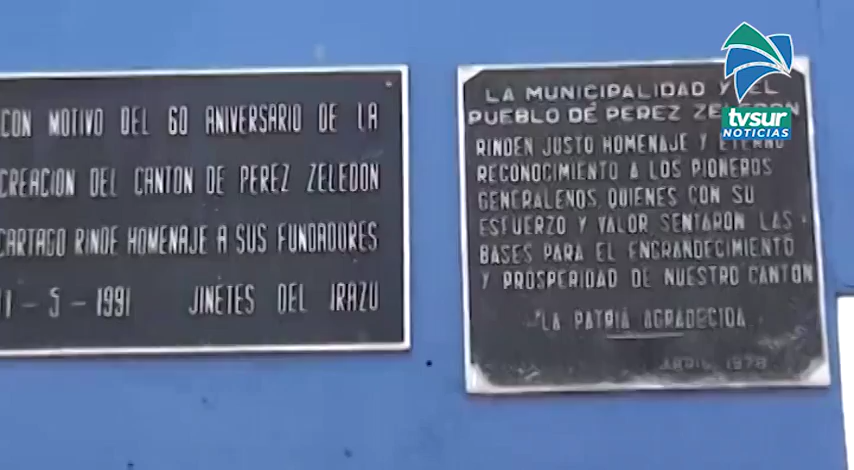 CON MOTIVO DEL 60 ANIVERSARIO DE LA
CREACION DEL CANTON DE PEREZ ZELEDON
CARTAGO RINDE HOMENAJE A SUS FUNDADORES
11 - 5 - 1991 JINETES DEL IRAZU
LA MUNICIPALIDAD Y EL
PUEBLO DE PEREZ ZELEDON
RINDEN JUSTO HOMENAJE Y ETERNO
RECONOCIMIENTO A LOS PIONEROS
GENERALEÑOS, QUIENES CON SU
ESFUERZO Y VALOR SENTARON LAS
BASES PARA EL ENGRANDECIMIENTO
Y PROSPERIDAD DE NUESTRO CANTON
"LA PATRIA AGRADECIDA"
ABRIL 1978
tvsur
NOTICIAS